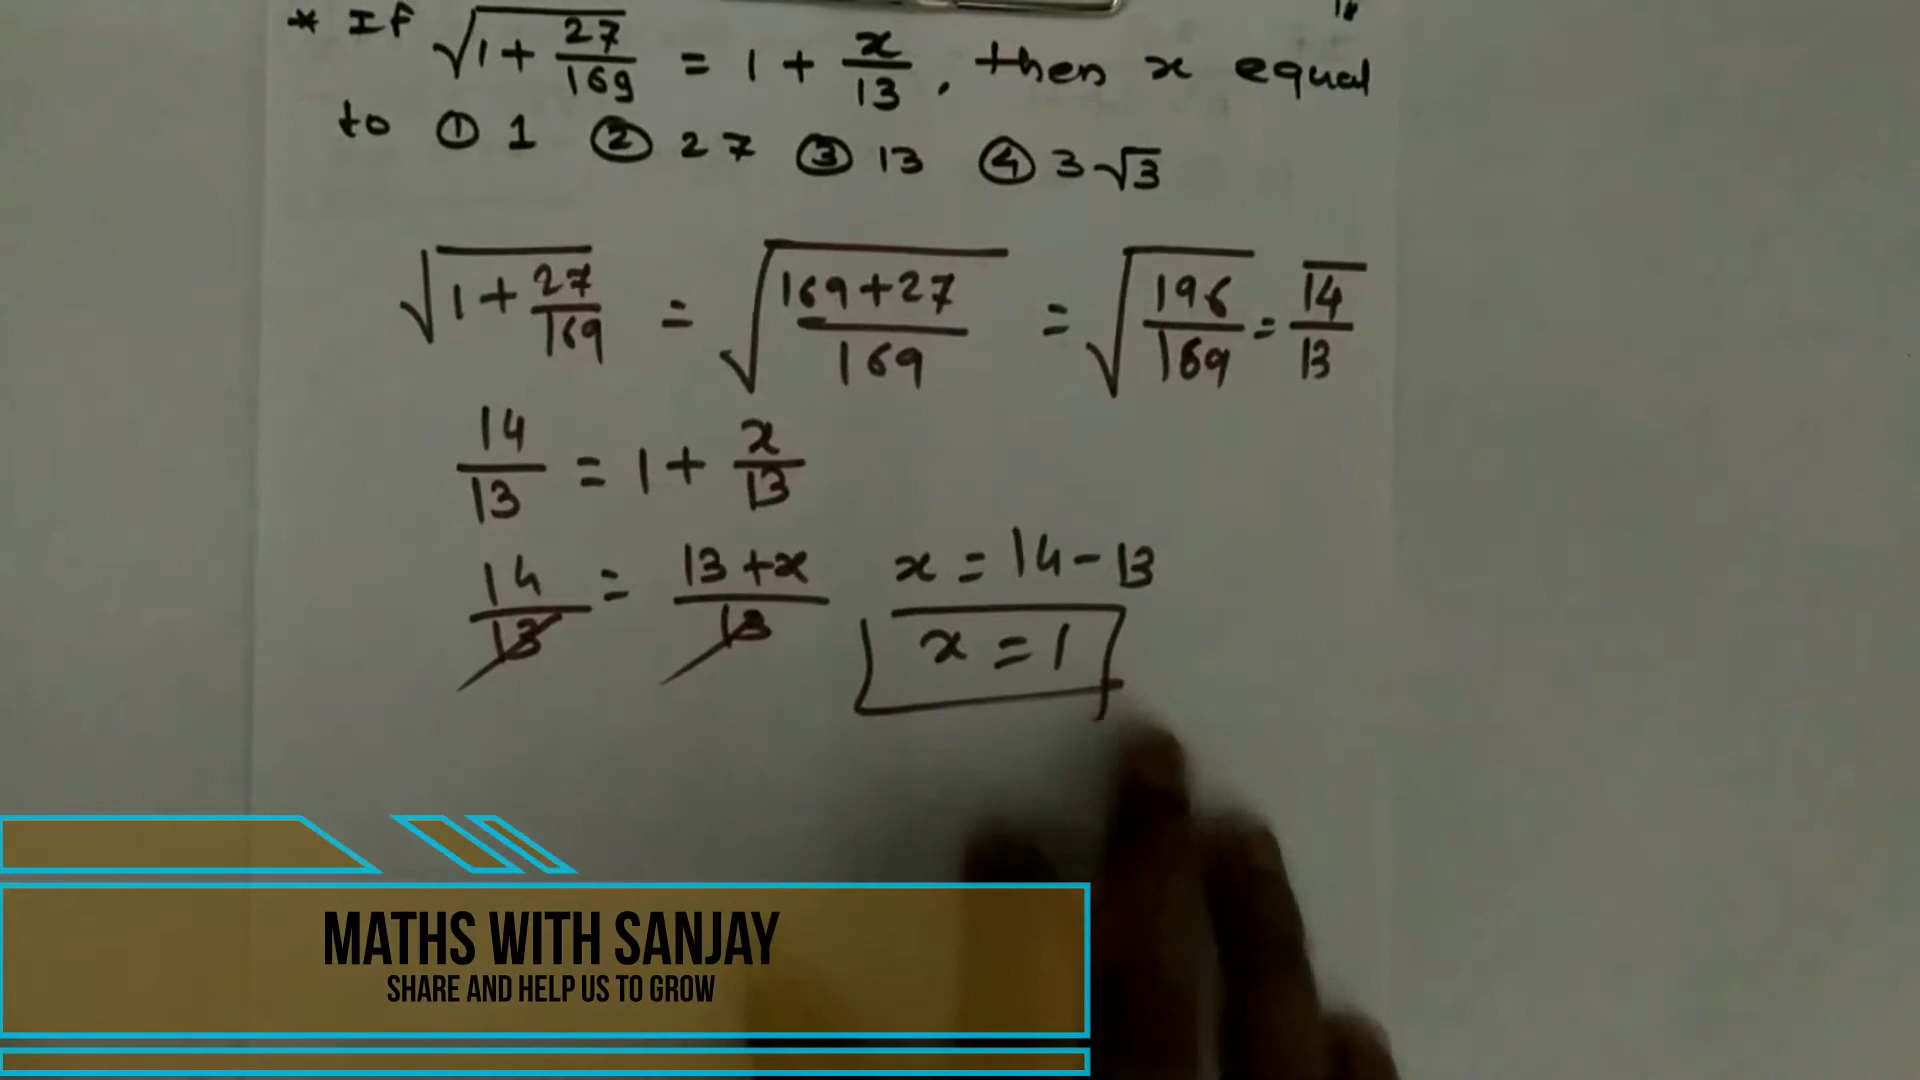 * If √(1 + 27/169) = 1 + x/13, then x equal
to ① 1 ② 27 ③ 13 ④ 3√3
√(1 + 27/169) = √((169+27)/169) = √(196/169) = 14/13
14/13 = 1 + x/13
14/13 = (13+x)/13 x = 14-13
x = 1
MATHS WITH SANJAY
SHARE AND HELP US TO GROW